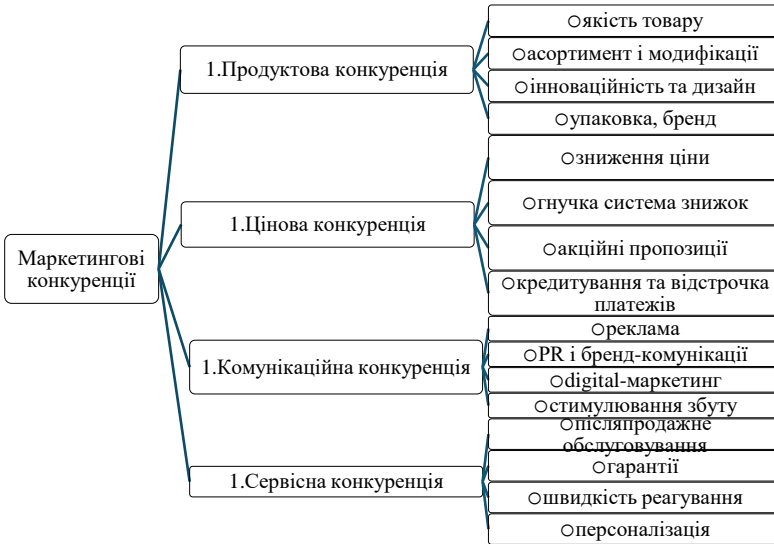 Маркетингові
конкуренції
1.Продуктова конкуренція
○якість товару
○асортимент і модифікації
○інноваційність та дизайн
○упаковка, бренд
1.Цінова конкуренція
○зниження ціни
○гнучка система знижок
○акційні пропозиції
○кредитування та відстрочка
платежів
1.Комунікаційна конкуренція
○реклама
○PR і бренд-комунікації
○digital-маркетинг
○стимулювання збуту
1.Сервісна конкуренція
○післяпродажне
обслуговування
○гарантії
○швидкість реагування
○персоналізація